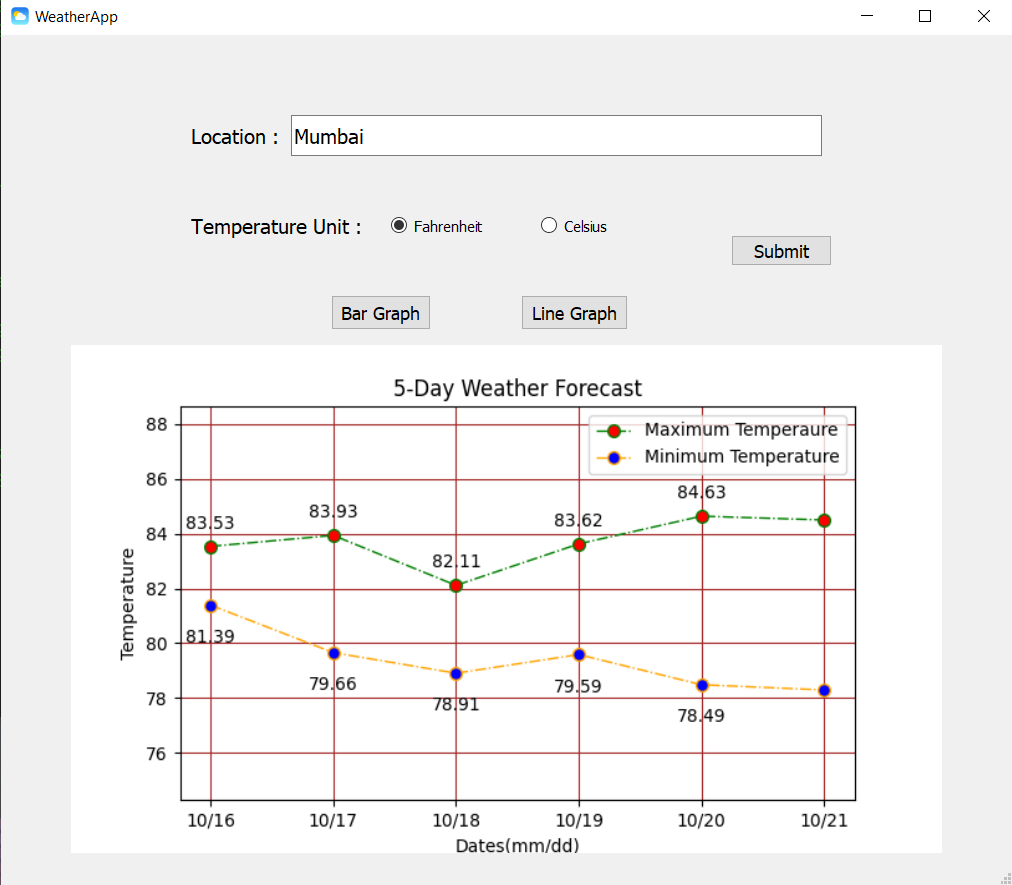 WeatherApp
Location :
Mumbai
Temperature Unit :
Fahrenheit
Celsius
Submit
Bar Graph
Line Graph
5-Day Weather Forecast
Maximum Temperaure
Minimum Temperature
88
86
84
82
80
78
76
Temperature
83.53
83.93
82.11
83.62
84.63
81.39
79.66
78.91
79.59
78.49
10/16
10/17
10/18
10/19
10/20
10/21
Dates(mm/dd)